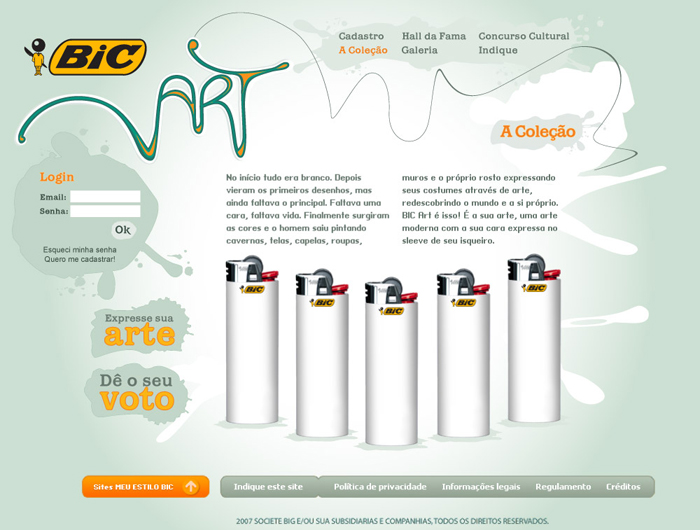 BiC
ART
Cadastro
Hall da Fama
Concurso Cultural
A Coleção
Galeria
Indique
A Coleção
Login
Email:
Senha:
Ok
Esqueci minha senha
Quero me cadastrar!
No início tudo era branco. Depois
vieram os primeiros desenhos, mas
ainda faltava o principal. Faltava uma
cara, faltava vida. Finalmente surgiram
as cores e o homem saiu pintando
cavernas, telas, capelas, roupas,
muros e o próprio rosto expressando
seus costumes através de arte,
redescobrindo o mundo e a si próprio.
BIC Art é isso! É a sua arte, uma arte
moderna com a sua cara expressa no
sleeve de seu isqueiro.
BiC
BiC
BiC
BiC
BiC
Expresse sua
arte
Dê o seu
voto
Sites MEU ESTILO BIC
Indique este site
Política de privacidade
Informações legais
Regulamento
Créditos
2007 SOCIETE BIG E/OU SUA SUBSIDIARIAS E COMPANHIAS, TODOS OS DIREITOS RESERVADOS.